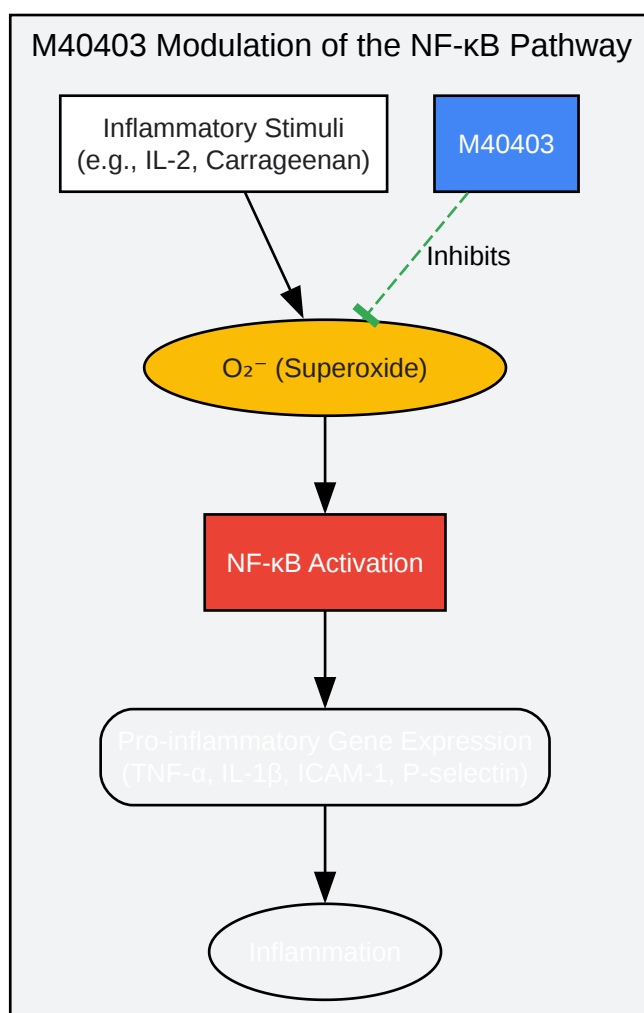 M40403 Modulation of the NF-κB Pathway
Inflammatory Stimuli
(e.g., IL-2, Carrageenan)
M40403
Inhibits
O₂⁻ (Superoxide)
NF-κB Activation
Pro-inflammatory Gene Expression
(TNF-α, IL-1β, ICAM-1, P-selectin)
Inflammation